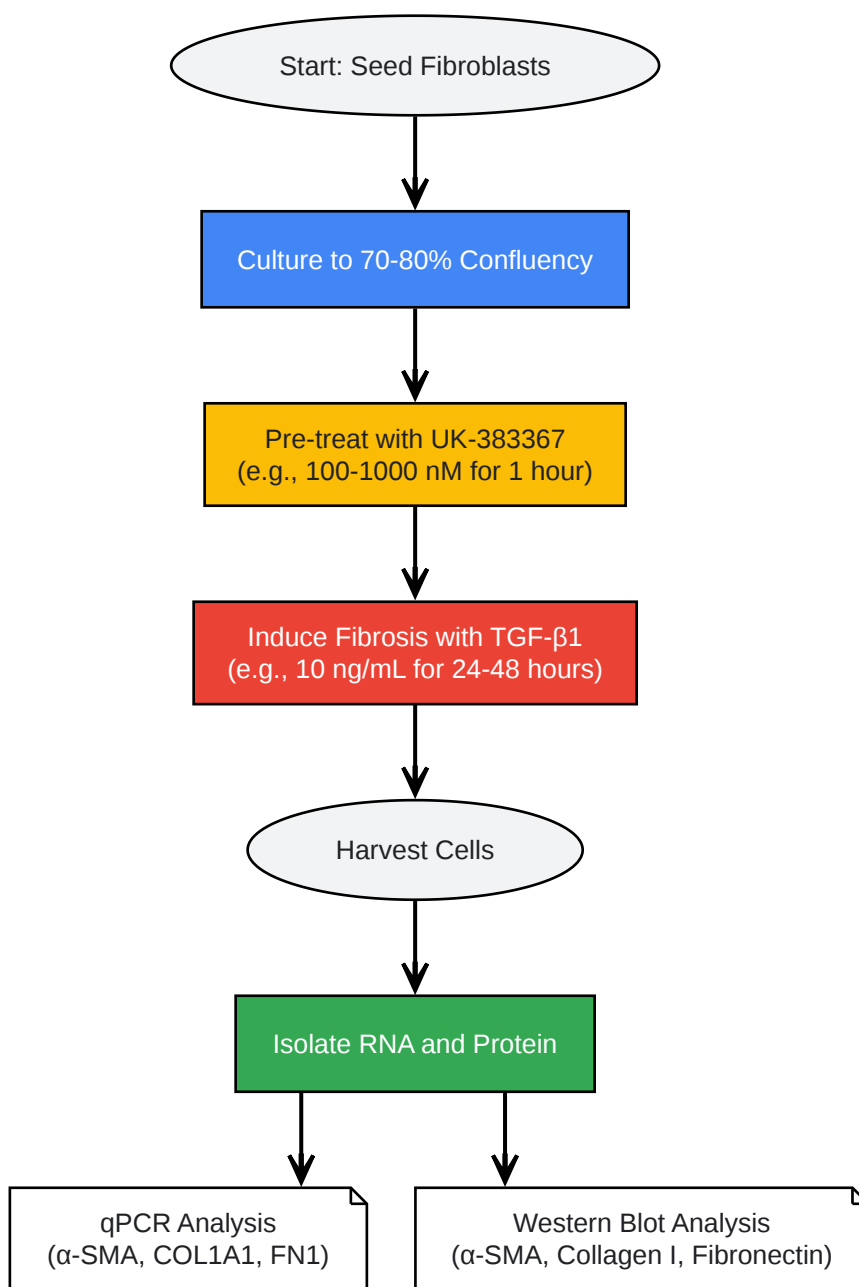 Start: Seed Fibroblasts
Culture to 70-80% Confluency
Pre-treat with UK-383367
(e.g., 100-1000 nM for 1 hour)
Induce Fibrosis with TGF-β1
(e.g., 10 ng/mL for 24-48 hours)
Harvest Cells
Isolate RNA and Protein
qPCR Analysis
(α-SMA, COL1A1, FN1)
Western Blot Analysis
(α-SMA, Collagen I, Fibronectin)